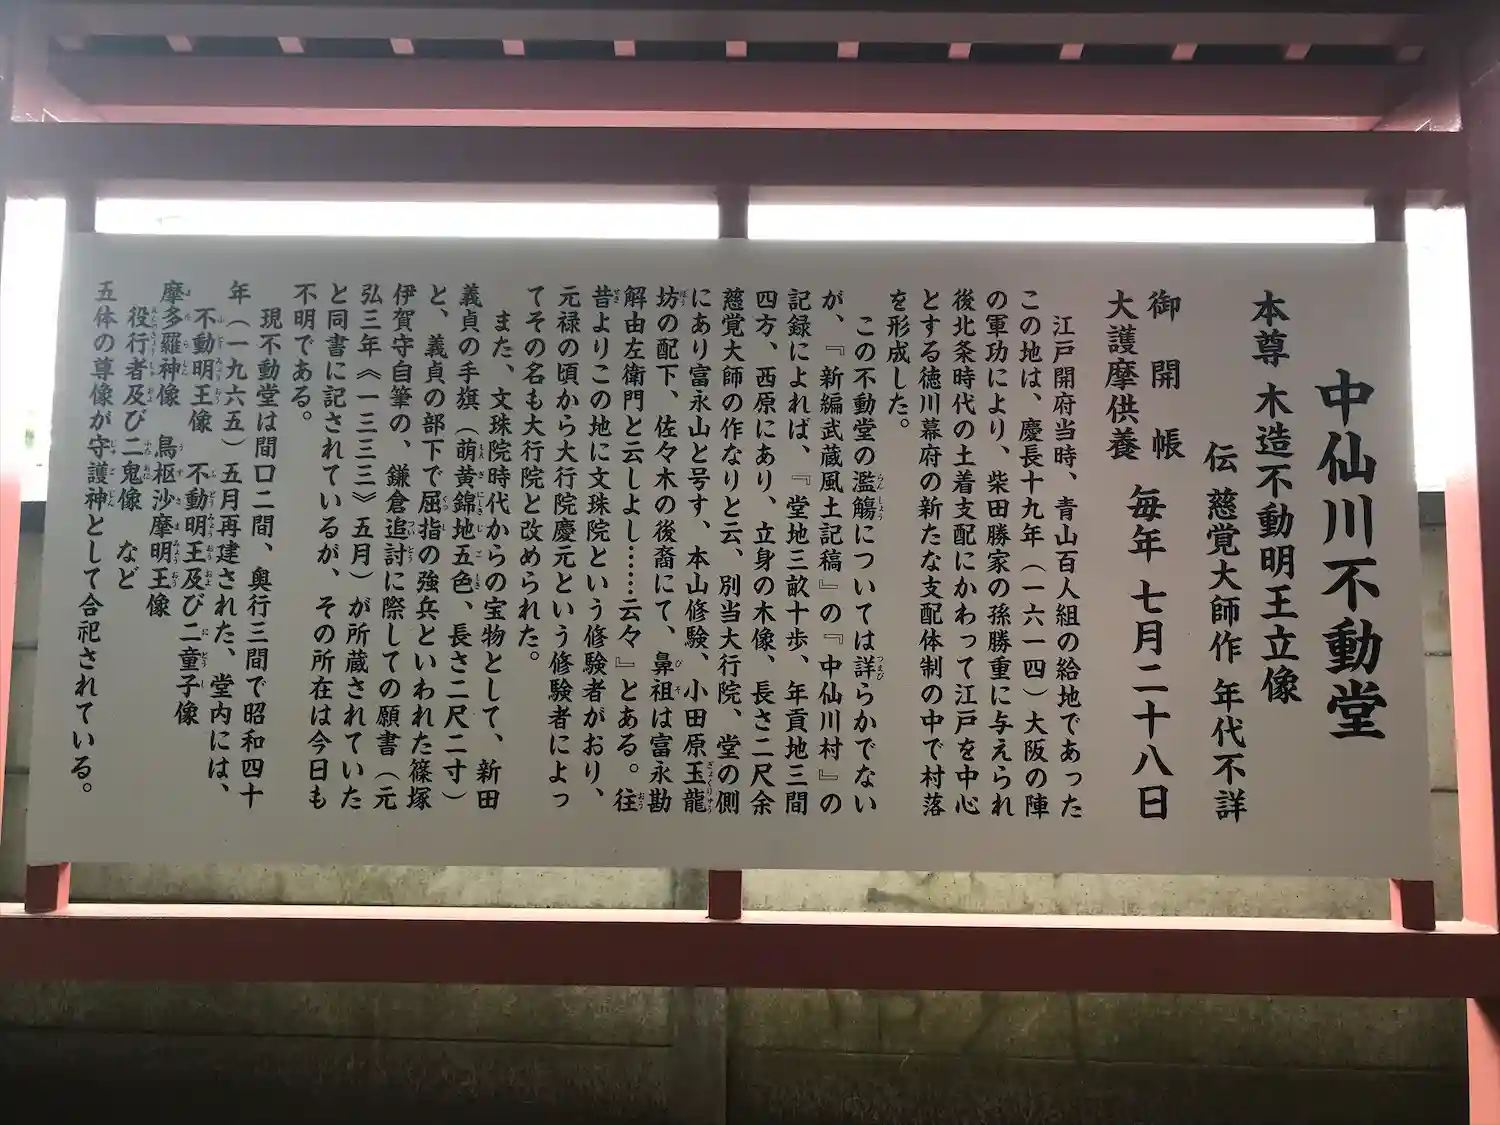 中仙川不動堂
本尊 木造不動明王立像
伝 慈覚大師作 年代不詳
御開帳
大護摩供養
毎年 七月二十八日
江戸開府当時、青山百人組の給地であった
この地は、慶長十九年(一六一四)大阪の陣
の軍功により、柴田勝家の孫勝重に与えられ
後北条時代の土着支配にかわって江戸を中心
とする徳川幕府の新たな支配体制の中で村落
を形成した。
この不動堂の濫觴については詳らかでない
が、『新編武蔵風土記稿』の『中仙川村』の
記録によれば、『堂地三畝十歩、年貢地三間
四方、西原にあり、立身の木像、長さ二尺余
慈覚大師の作なりと云、別当大行院、堂の側
にあり富永山と号す、本山修験、小田原玉龍
坊の配下、佐々木の後裔にて、鼻祖は富永勘
解由左衛門と云しよし……云々』とある。往
昔よりこの地に文珠院という修験者がおり、
元禄の頃から大行院慶元という修験者によっ
てその名も大行院と改められた。
また、文珠院時代からの宝物として、新田
義貞の手旗(萌黄錦地五色、長さ二尺二寸)
と、義貞の部下で屈指の強兵といわれた篠塚
伊賀守自筆の、鎌倉追討に際しての願書(元
弘三年《一三三三》五月)が所蔵されていた
と同書に記されているが、その所在は今日も
不明である。
現不動堂は間口二間、奥行三間で昭和四十
年(一九六五)五月再建された、堂内には、
不動明王像 不動明王及び二童子像
摩多羅神像 烏枢沙摩明王像
役行者及び二鬼像 など
五体の尊像が守護神として合祀されている。